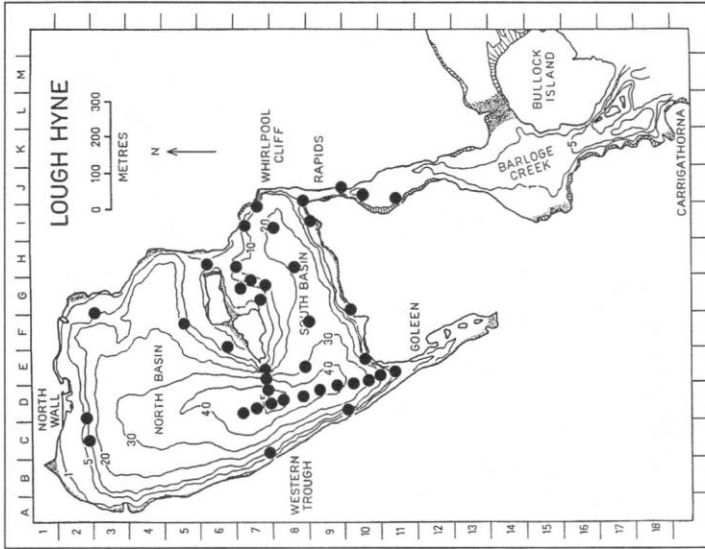 LOUGH HYNE
0 100 200 300
METRES
N
A B C D E F G H I J K L M
1
2
3
4
5
6
7
8
9
10
11
12
13
14
15
16
17
18
NORTH WALL
1
5
20
NORTH BASIN
30
40
WHIRLPOOL CLIFF
10
20
RAPIDS
SOUTH BASIN
30
40
WESTERN TROUGH
GOLEEN
BULLOCK ISLAND
BARLOGE CREEK
5
CARRIGATHORNA